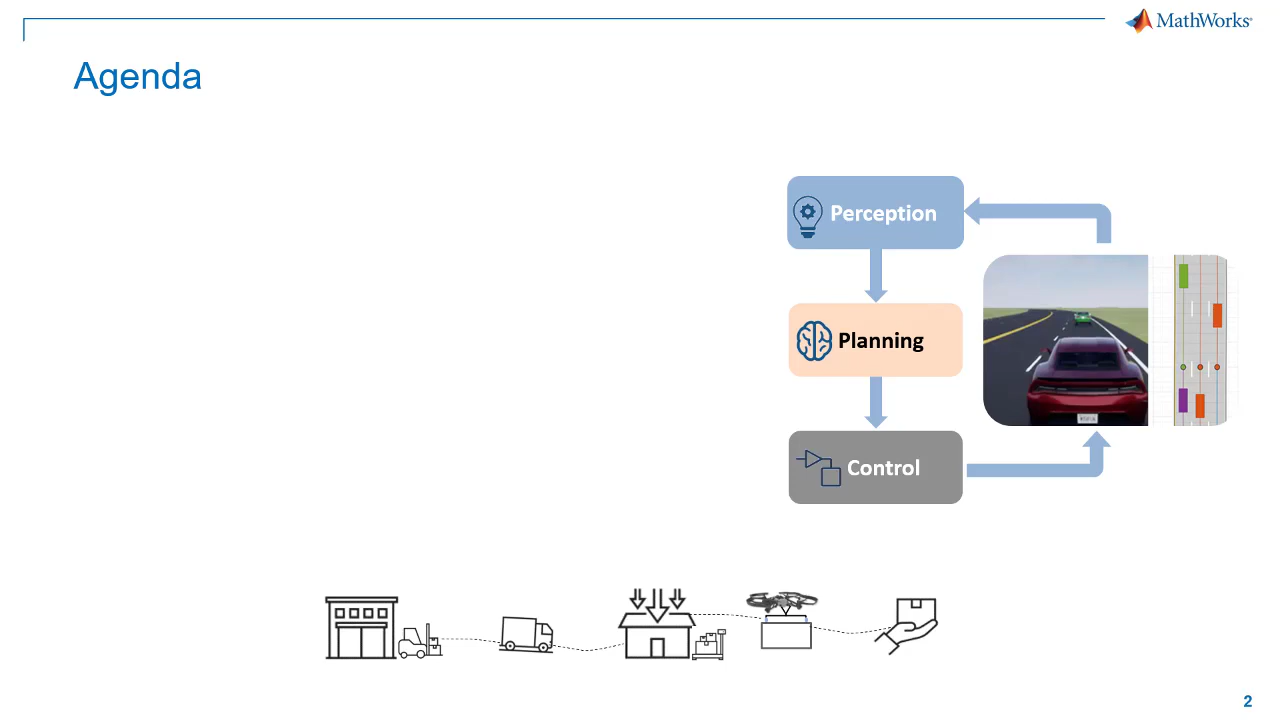 MathWorks
Agenda
Perception
Planning
Control
2